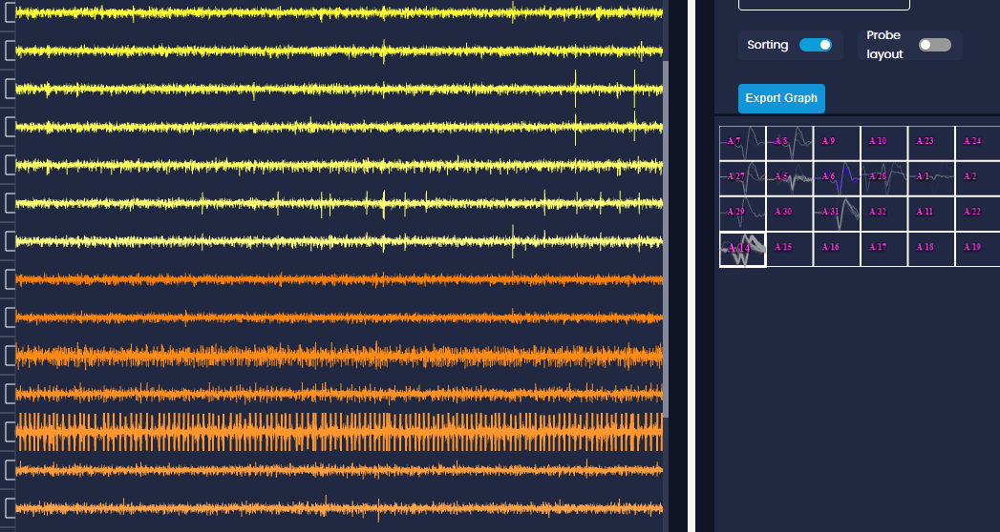 Sorting
Probe
layout
Export Graph
A/7 A/8 A/9 A/10 A/23 A/24
A/27 A/5 A/6 A/28 A/1 A/2
A/29 A/30 A/31 A/32 A/11 A/22
A/14 A/15 A/16 A/17 A/18 A/19